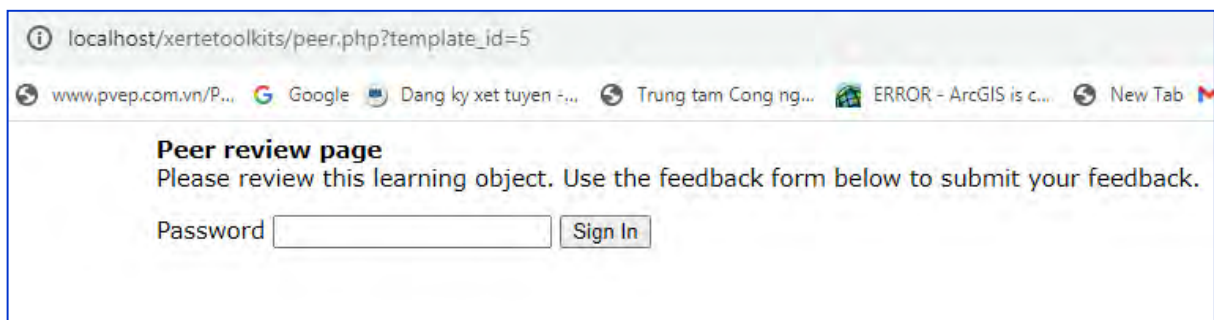 localhost/xertetoolkits/peer.php?template_id=5
www.pvep.com.vn/P... Google Dang ky xet tuyen -... Trung tam Cong ng... ERROR - ArcGIS is c... New Tab
Peer review page
Please review this learning object. Use the feedback form below to submit your feedback.
Password Sign In